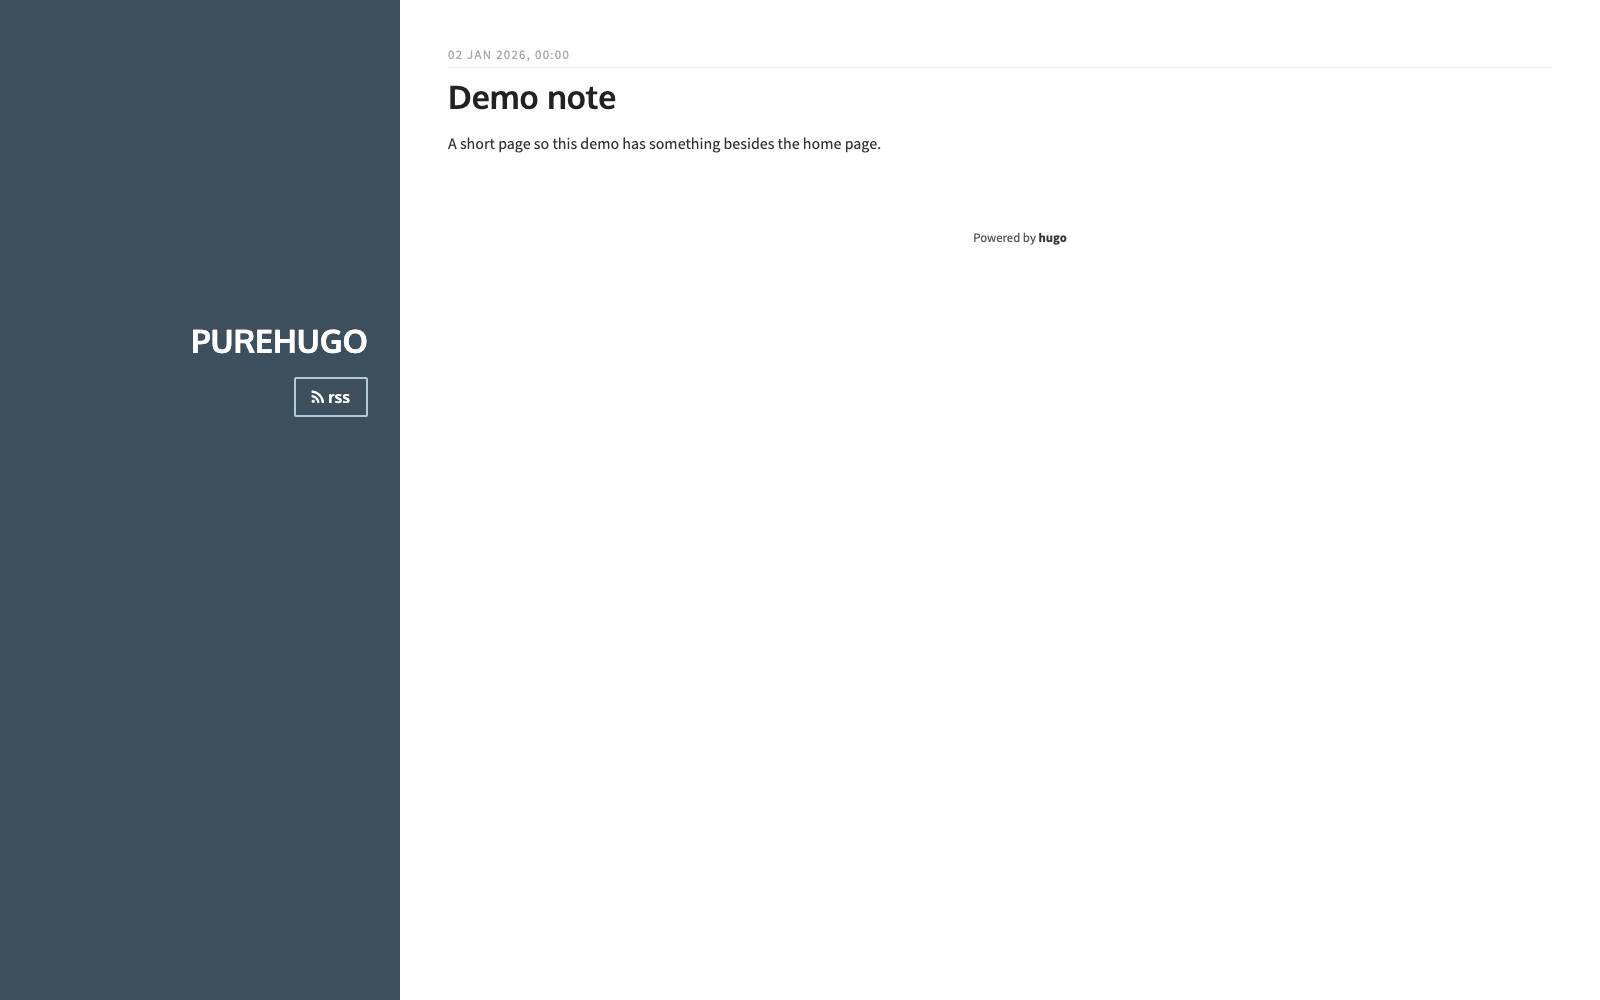 PUREHUGO
rss
02 JAN 2026, 00:00
Demo note
A short page so this demo has something besides the home page.
Powered by hugo